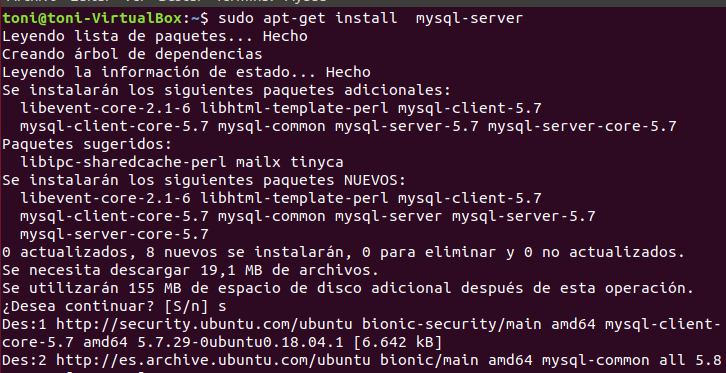 toni@toni-VirtualBox:~$ sudo apt-get install  mysql-server
Leyendo lista de paquetes... Hecho
Creando árbol de dependencias
Leyendo la información de estado... Hecho
Se instalarán los siguientes paquetes adicionales:
  libevent-core-2.1-6 libhtml-template-perl mysql-client-5.7
  mysql-client-core-5.7 mysql-common mysql-server-5.7 mysql-server-core-5.7
Paquetes sugeridos:
  libipc-sharedcache-perl mailx tinyca
Se instalarán los siguientes paquetes NUEVOS:
  libevent-core-2.1-6 libhtml-template-perl mysql-client-5.7
  mysql-client-core-5.7 mysql-common mysql-server mysql-server-5.7
  mysql-server-core-5.7
0 actualizados, 8 nuevos se instalarán, 0 para eliminar y 0 no actualizados.
Se necesita descargar 19,1 MB de archivos.
Se utilizarán 155 MB de espacio de disco adicional después de esta operación.
¿Desea continuar? [S/n] s
Des:1 http://security.ubuntu.com/ubuntu bionic-security/main amd64 mysql-client-
core-5.7 amd64 5.7.29-0ubuntu0.18.04.1 [6.642 kB]
Des:2 http://es.archive.ubuntu.com/ubuntu bionic/main amd64 mysql-common all 5.8